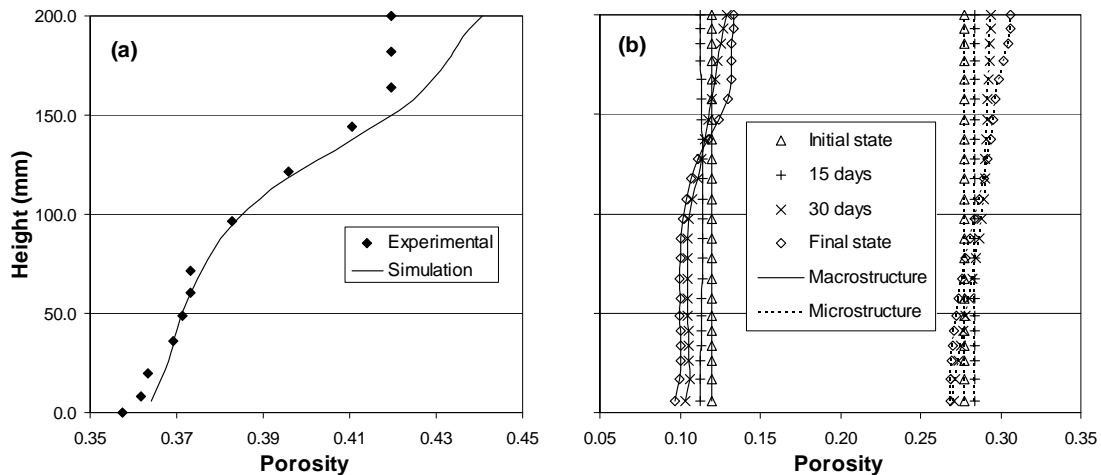 (a)
200.0
150.0
100.0
50.0
0.0
Height (mm)
Experimental
Simulation
0.35 0.37 0.39 0.41 0.43 0.45
Porosity
(b)
Initial state
15 days
30 days
Final state
Macrostructure
Microstructure
0.05 0.10 0.15 0.20 0.25 0.30 0.35
Porosity